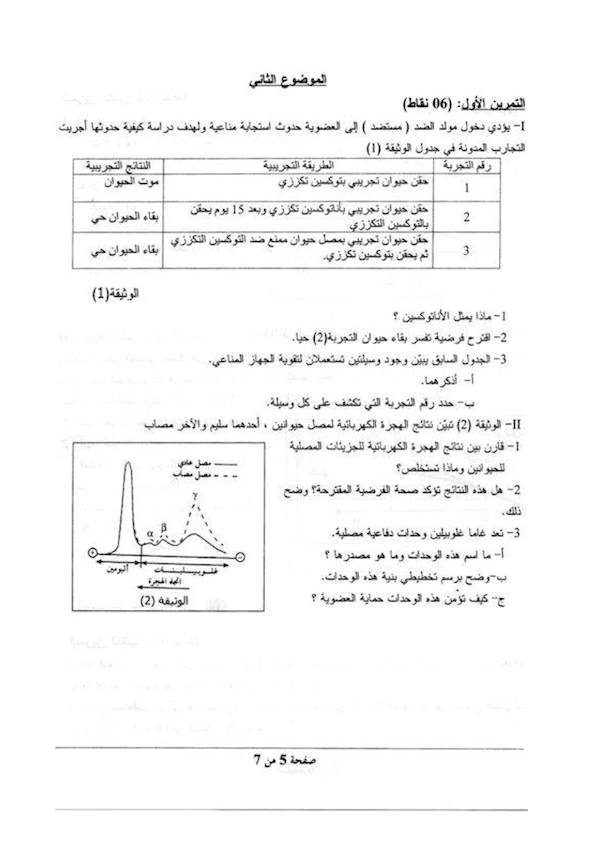 الموضوع الثاني
التمرين الأول: (06 نقاط)
I- يؤدي دخول مولد الضد ( مستضد ) إلى العضوية حدوث استجابة مناعية ولهدف دراسة كيفية حدوثها أجريت
التجارب المدونة في جدول الوثيقة (1)
رقم التجربة الطريقة التجريبية النتائج التجريبية
1 حقن حيوان تجريبي بتوكسين تكززي موت الحيوان
2 حقن حيوان تجريبي بأناتوكسين تكززي وبعد 15 يوم يحقن
بالتوكسين التكززي بقاء الحيوان حي
3 حقن حيوان تجريبي بمصل حيوان ممنع ضد التوكسين التكززي
ثم يحقن بتوكسين تكززي. بقاء الحيوان حي
الوثيقة(1)
1- ماذا يمثل الأناتوكسين ؟
2- اقترح فرضية تفسر بقاء حيوان التجربة(2) حيا.
3- الجدول السابق يبيّن وجود وسيلتين تستعملان لتقوية الجهاز المناعي.
أ- أذكرهما.
ب- حدد رقم التجربة التي تكشف على كل وسيلة.
II- الوثيقة (2) تبيّن نتائج الهجرة الكهربائية لمصل حيوانين ، أحدهما سليم والآخر مصاب
1- قارن بين نتائج الهجرة الكهربائية للجزيئات المصلية
للحيوانين وماذا تستخلص؟
2- هل هذه النتائج تؤكد صحة الفرضية المقترحة؟ وضح
ذلك.
3- تعد غاما غلوبيلين وحدات دفاعية مصلية.
أ- ما اسم هذه الوحدات وما هو مصدرها ؟
ب-وضح برسم تخطيطي بنية هذه الوحدات.
ج- كيف تؤمن هذه الوحدات حماية العضوية ؟
مصل عادي
مصل مصاب
γ
α β
+ -
ألبومين غلوبيلينات
اتجاه الهجرة
الوثيقة (2)
صفحة 5 من 7